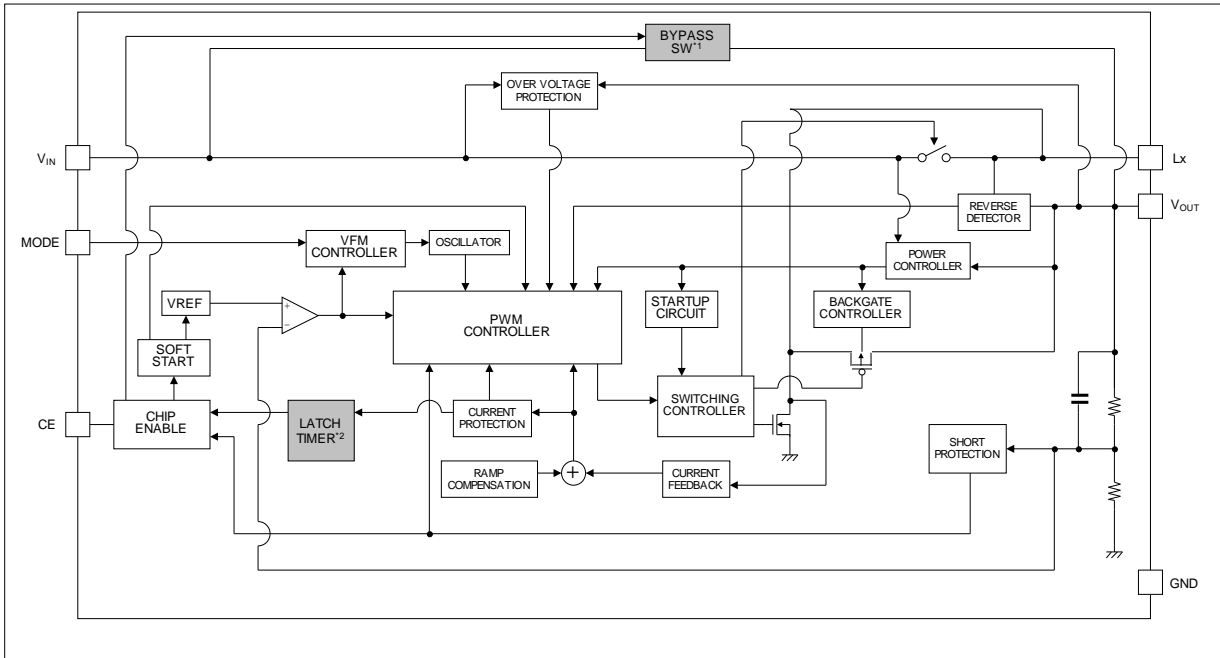 BYPASS
SW*1
OVER VOLTAGE
PROTECTION
VIN
Lx
REVERSE
DETECTOR
VOUT
MODE
VFM
CONTROLLER
OSCILLATOR
POWER
CONTROLLER
VREF
+
−
PWM
CONTROLLER
STARTUP
CIRCUIT
BACKGATE
CONTROLLER
SOFT
START
SWITCHING
CONTROLLER
CE
CHIP
ENABLE
LATCH
TIMER*2
CURRENT
PROTECTION
SHORT
PROTECTION
RAMP
COMPENSATION
+
CURRENT
FEEDBACK
GND